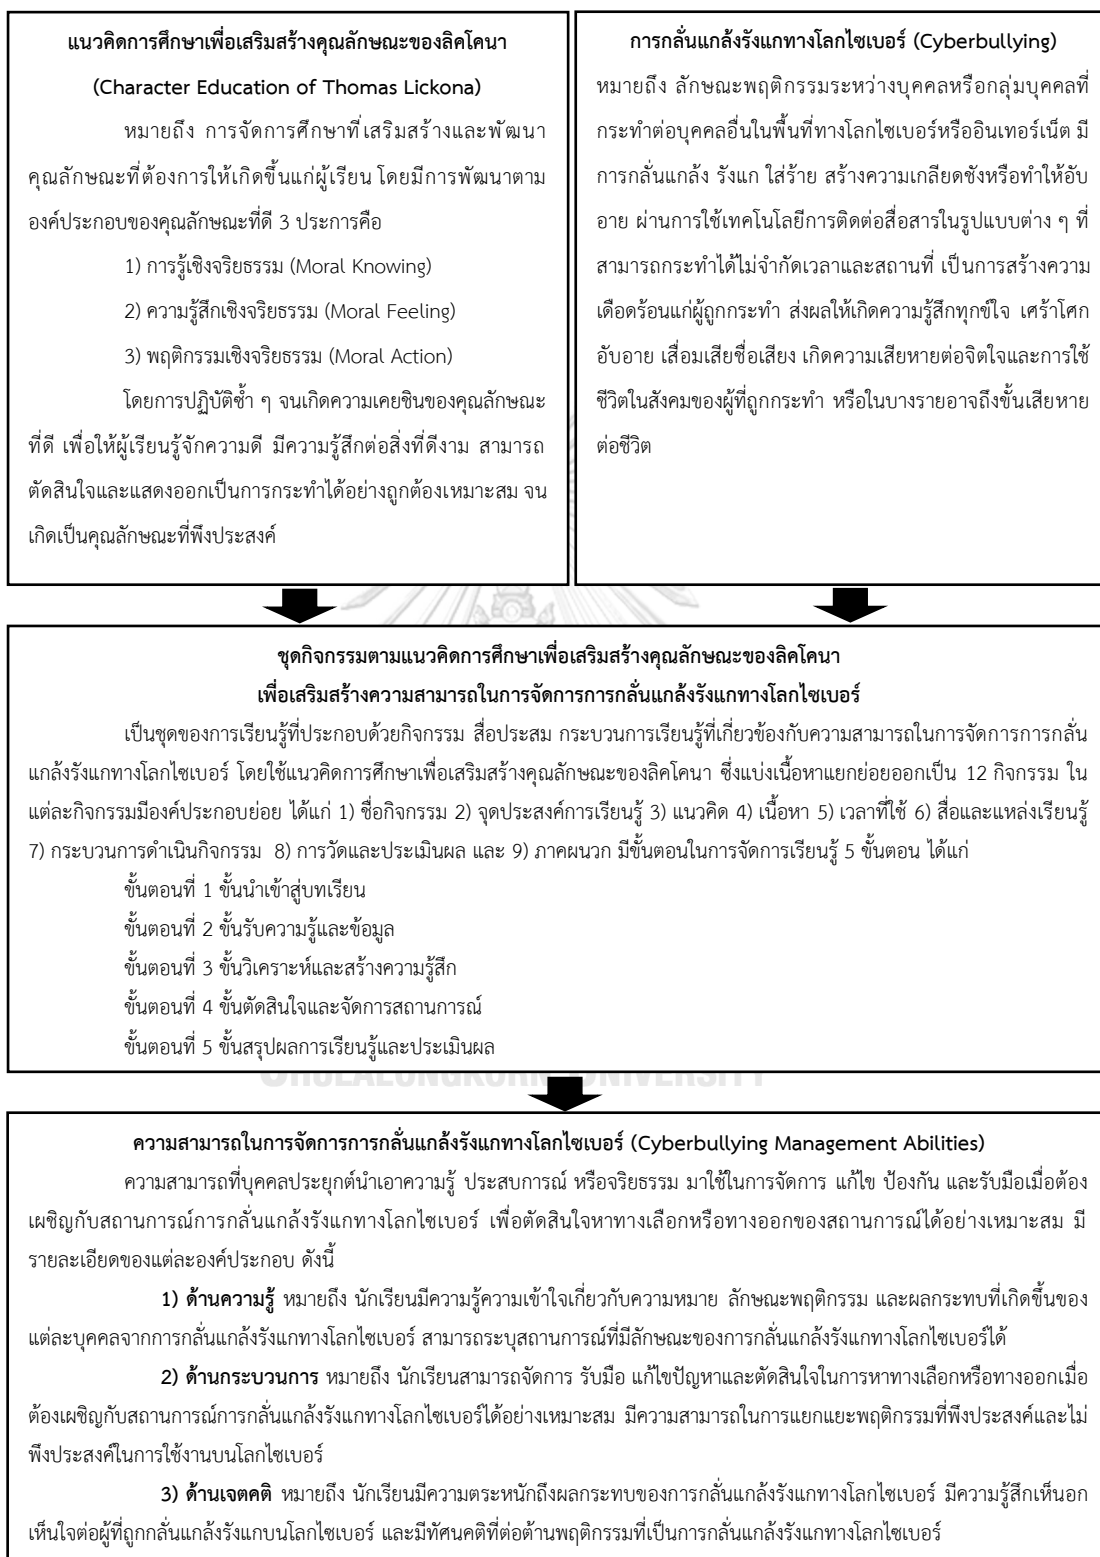 แนวคิดการศึกษาเพื่อเสริมสร้างคุณลักษณะของลิคโคนา
(Character Education of Thomas Lickona)
หมายถึง การจัดการศึกษาที่เสริมสร้างและพัฒนา
คุณลักษณะที่ต้องการให้เกิดขึ้นแก่ผู้เรียน โดยมีการพัฒนาตาม
องค์ประกอบของคุณลักษณะที่ดี 3 ประการคือ
1) การรู้เชิงจริยธรรม (Moral Knowing)
2) ความรู้สึกเชิงจริยธรรม (Moral Feeling)
3) พฤติกรรมเชิงจริยธรรม (Moral Action)
โดยการปฏิบัติซ้ำ ๆ จนเกิดความเคยชินของคุณลักษณะ
ที่ดี เพื่อให้ผู้เรียนรู้จักความดี มีความรู้สึกต่อสิ่งที่ดีงาม สามารถ
ตัดสินใจและแสดงออกเป็นการกระทำได้อย่างถูกต้องเหมาะสม จน
เกิดเป็นคุณลักษณะที่พึงประสงค์
การกลั่นแกล้งรังแกทางโลกไซเบอร์ (Cyberbullying)
หมายถึง ลักษณะพฤติกรรมระหว่างบุคคลหรือกลุ่มบุคคลที่
กระทำต่อบุคคลอื่นในพื้นที่ทางโลกไซเบอร์หรืออินเทอร์เน็ต มี
การกลั่นแกล้ง รังแก ใส่ร้าย สร้างความเกลียดชังหรือทำให้อับ
อาย ผ่านการใช้เทคโนโลยีการติดต่อสื่อสารในรูปแบบต่าง ๆ ที่
สามารถกระทำได้ไม่จำกัดเวลาและสถานที่ เป็นการสร้างความ
เดือดร้อนแก่ผู้ถูกกระทำ ส่งผลให้เกิดความรู้สึกทุกข์ใจ เศร้าโศก
อับอาย เสื่อมเสียชื่อเสียง เกิดความเสียหายต่อจิตใจและการใช้
ชีวิตในสังคมของผู้ที่ถูกกระทำ หรือในบางรายอาจถึงขั้นเสียหาย
ต่อชีวิต
ชุดกิจกรรมตามแนวคิดการศึกษาเพื่อเสริมสร้างคุณลักษณะของลิคโคนา
เพื่อเสริมสร้างความสามารถในการจัดการการกลั่นแกล้งรังแกทางโลกไซเบอร์
เป็นชุดของการเรียนรู้ที่ประกอบด้วยกิจกรรม สื่อประสม กระบวนการเรียนรู้ที่เกี่ยวข้องกับความสามารถในการจัดการการกลั่น
แกล้งรังแกทางโลกไซเบอร์ โดยใช้แนวคิดการศึกษาเพื่อเสริมสร้างคุณลักษณะของลิคโคนา ซึ่งแบ่งเนื้อหาแยกย่อยออกเป็น 12 กิจกรรม ใน
แต่ละกิจกรรมมีองค์ประกอบย่อย ได้แก่ 1) ชื่อกิจกรรม 2) จุดประสงค์การเรียนรู้ 3) แนวคิด 4) เนื้อหา 5) เวลาที่ใช้ 6) สื่อและแหล่งเรียนรู้
7) กระบวนการดำเนินกิจกรรม 8) การวัดและประเมินผล และ 9) ภาคผนวก มีขั้นตอนในการจัดการเรียนรู้ 5 ขั้นตอน ได้แก่
ขั้นตอนที่ 1 ขั้นนำเข้าสู่บทเรียน
ขั้นตอนที่ 2 ขั้นรับความรู้และข้อมูล
ขั้นตอนที่ 3 ขั้นวิเคราะห์และสร้างความรู้สึก
ขั้นตอนที่ 4 ขั้นตัดสินใจและจัดการสถานการณ์
ขั้นตอนที่ 5 ขั้นสรุปผลการเรียนรู้และประเมินผล
CHULALONGKORN UNIVERSITY
ความสามารถในการจัดการการกลั่นแกล้งรังแกทางโลกไซเบอร์ (Cyberbullying Management Abilities)
ความสามารถที่บุคคลประยุกต์นำเอาความรู้ ประสบการณ์ หรือจริยธรรม มาใช้ในการจัดการ แก้ไข ป้องกัน และรับมือเมื่อต้อง
เผชิญกับสถานการณ์การกลั่นแกล้งรังแกทางโลกไซเบอร์ เพื่อตัดสินใจหาทางเลือกหรือทางออกของสถานการณ์ได้อย่างเหมาะสม มี
รายละเอียดของแต่ละองค์ประกอบ ดังนี้
1) ด้านความรู้ หมายถึง นักเรียนมีความรู้ความเข้าใจเกี่ยวกับความหมาย ลักษณะพฤติกรรม และผลกระทบที่เกิดขึ้นของ
แต่ละบุคคลจากการกลั่นแกล้งรังแกทางโลกไซเบอร์ สามารถระบุสถานการณ์ที่มีลักษณะของการกลั่นแกล้งรังแกทางโลกไซเบอร์ได้
2) ด้านกระบวนการ หมายถึง นักเรียนสามารถจัดการ รับมือ แก้ไขปัญหาและตัดสินใจในการหาทางเลือกหรือทางออกเมื่อ
ต้องเผชิญกับสถานการณ์การกลั่นแกล้งรังแกทางโลกไซเบอร์ได้อย่างเหมาะสม มีความสามารถในการแยกแยะพฤติกรรมที่พึงประสงค์และไม่
พึงประสงค์ในการใช้งานบนโลกไซเบอร์
3) ด้านเจตคติ หมายถึง นักเรียนมีความตระหนักถึงผลกระทบของการกลั่นแกล้งรังแกทางโลกไซเบอร์ มีความรู้สึกเห็นอก
เห็นใจต่อผู้ที่ถูกกลั่นแกล้งรังแกบนโลกไซเบอร์ และมีทัศนคติที่ต่อต้านพฤติกรรมที่เป็นการกลั่นแกล้งรังแกทางโลกไซเบอร์